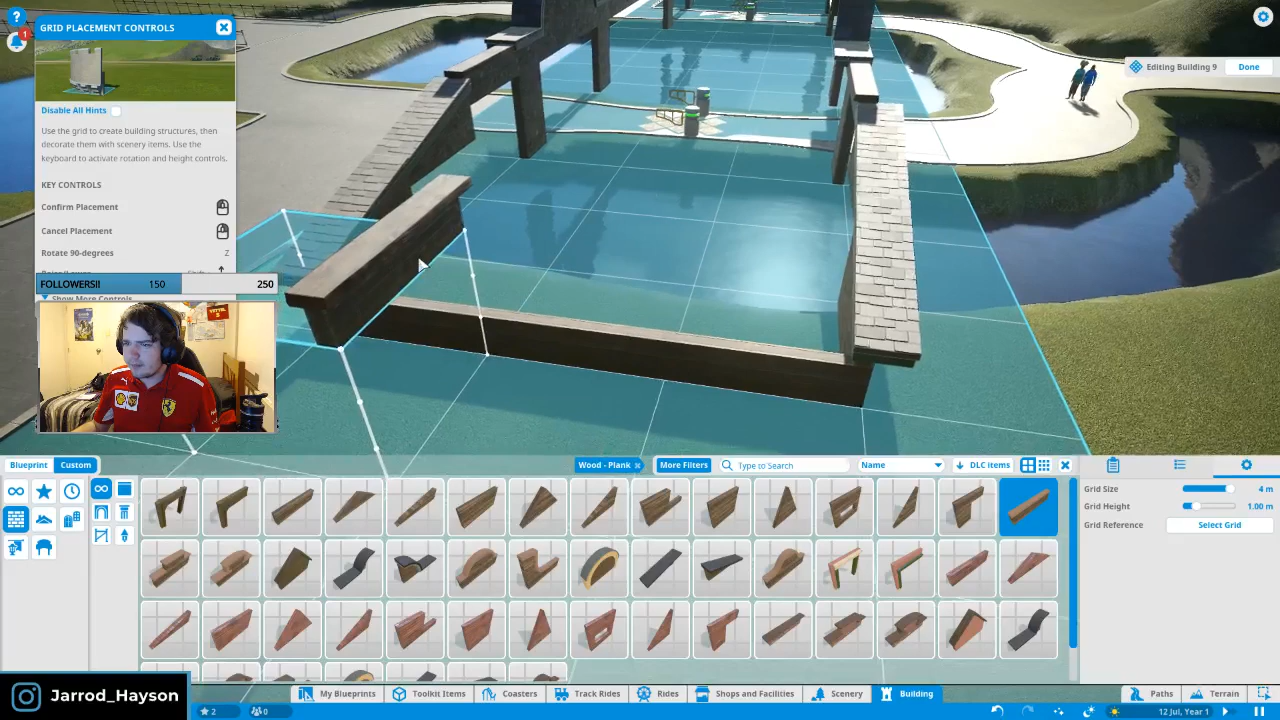 GRID PLACEMENT CONTROLS
Disable All Hints
Use the grid to create building structures, then
decorate them with scenery items. Use the
keyboard to activate rotation and height controls.
KEY CONTROLS
Confirm Placement
Cancel Placement
Rotate 90-degrees Z
FOLLOWERS!! 150 250
Show More Controls
Editing Building 9 Done
Blueprint Custom Wood - Plank More Filters Type to Search Name DLC items
Grid Size 4 m
Grid Height 1.00 m
Grid Reference Select Grid
Jarrod_Hayson
My Blueprints Toolkit Items Coasters Track Rides Rides Shops and Facilities Scenery Building Paths Terrain
2 0 12 Jul, Year 1
? 1